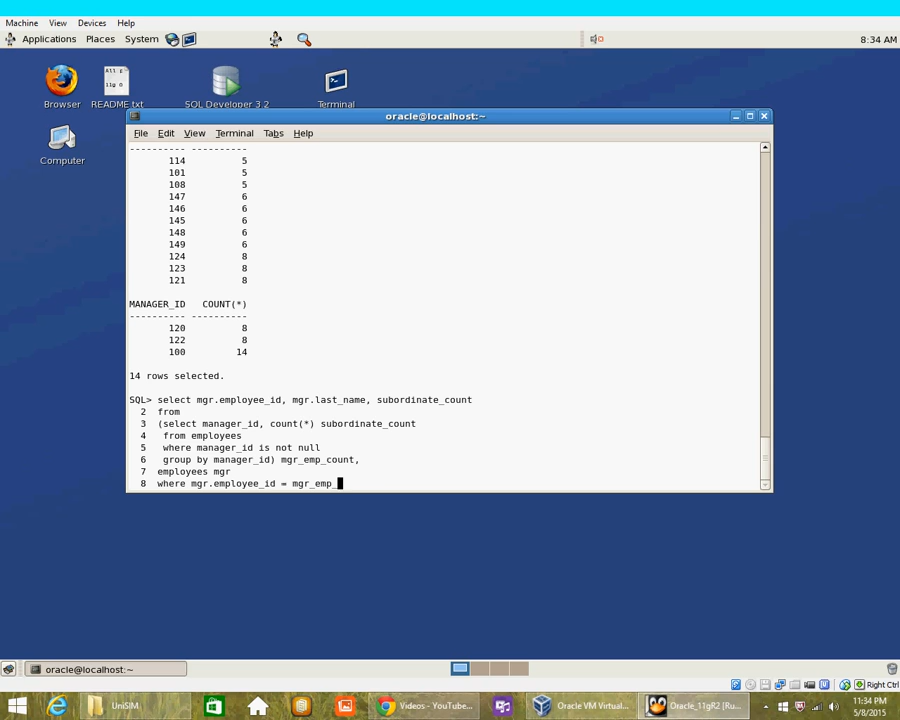 Machine View Devices Help
Applications Places System 8:34 AM
All p
11g O
Browser README.txt SQL Developer 3.2 Terminal
Computer
oracle@localhost:~
File Edit View Terminal Tabs Help
---------- ----------
114 5
101 5
108 5
147 6
146 6
145 6
148 6
149 6
124 8
123 8
121 8
MANAGER_ID COUNT(*)
---------- ----------
120 8
122 8
100 14
14 rows selected.
SQL> select mgr.employee_id, mgr.last_name, subordinate_count
2 from
3 (select manager_id, count(*) subordinate_count
4 from employees
5 where manager_id is not null
6 group by manager_id) mgr_emp_count,
7 employees mgr
8 where mgr.employee_id = mgr_emp_
oracle@localhost:~
Right Ctrl
UniSIM Videos - YouTube... Oracle VM Virtual... Oracle_11gR2 [Ru... 11:34 PM
5/8/2015